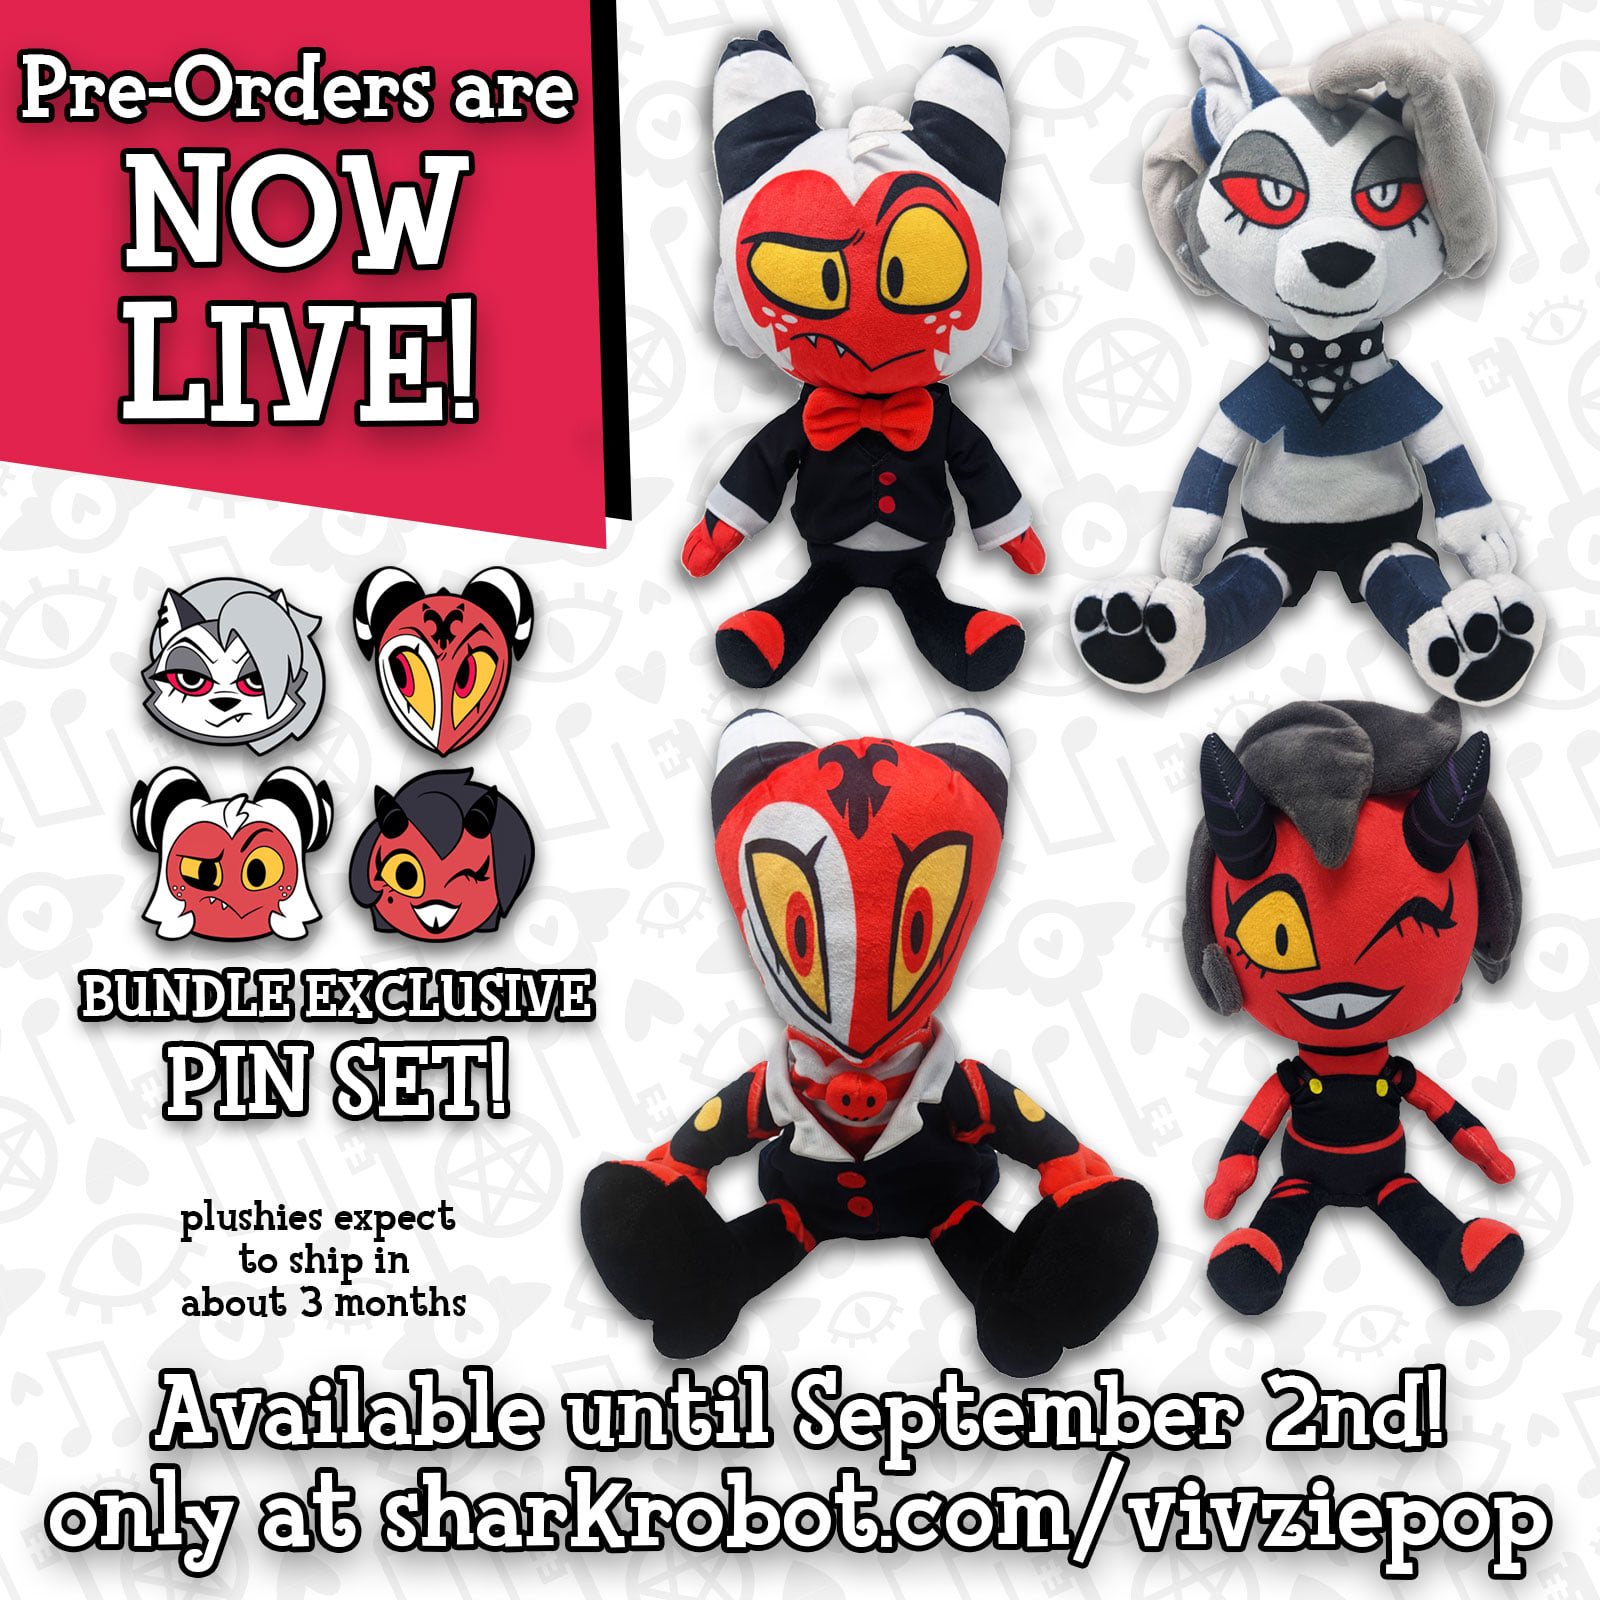 Pre-Orders are
NOW
LIVE!
BUNDLE EXCLUSIVE
PIN SET!
plushies expect
to ship in
about 3 months
Available until September 2nd!
only at sharkrobot.com/vivziepop